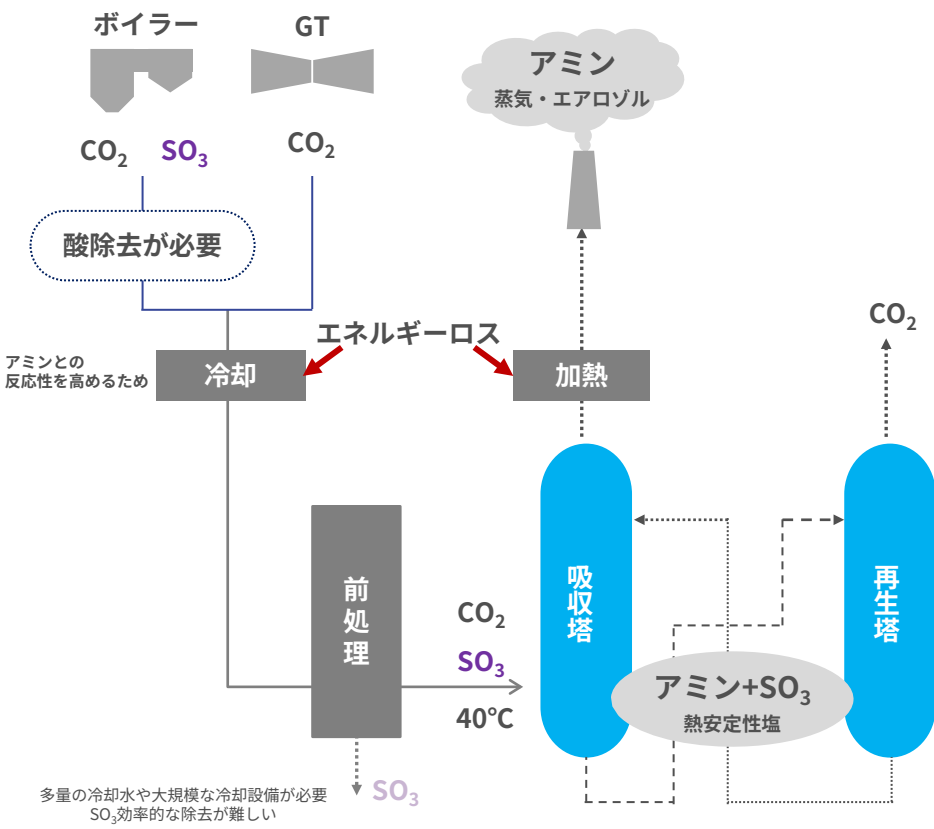 ボイラー
GT
CO₂
SO₃
CO₂
酸除去が必要
アミン
蒸気・エアロゾル
エネルギーロス
アミンとの
反応性を高めるため
冷却
加熱
CO₂
前処理
CO₂
SO₃
40℃
吸収塔
再生塔
アミン+SO₃
熱安定性塩
SO₃
多量の冷却水や大規模な冷却設備が必要
SO₃効率的な除去が難しい